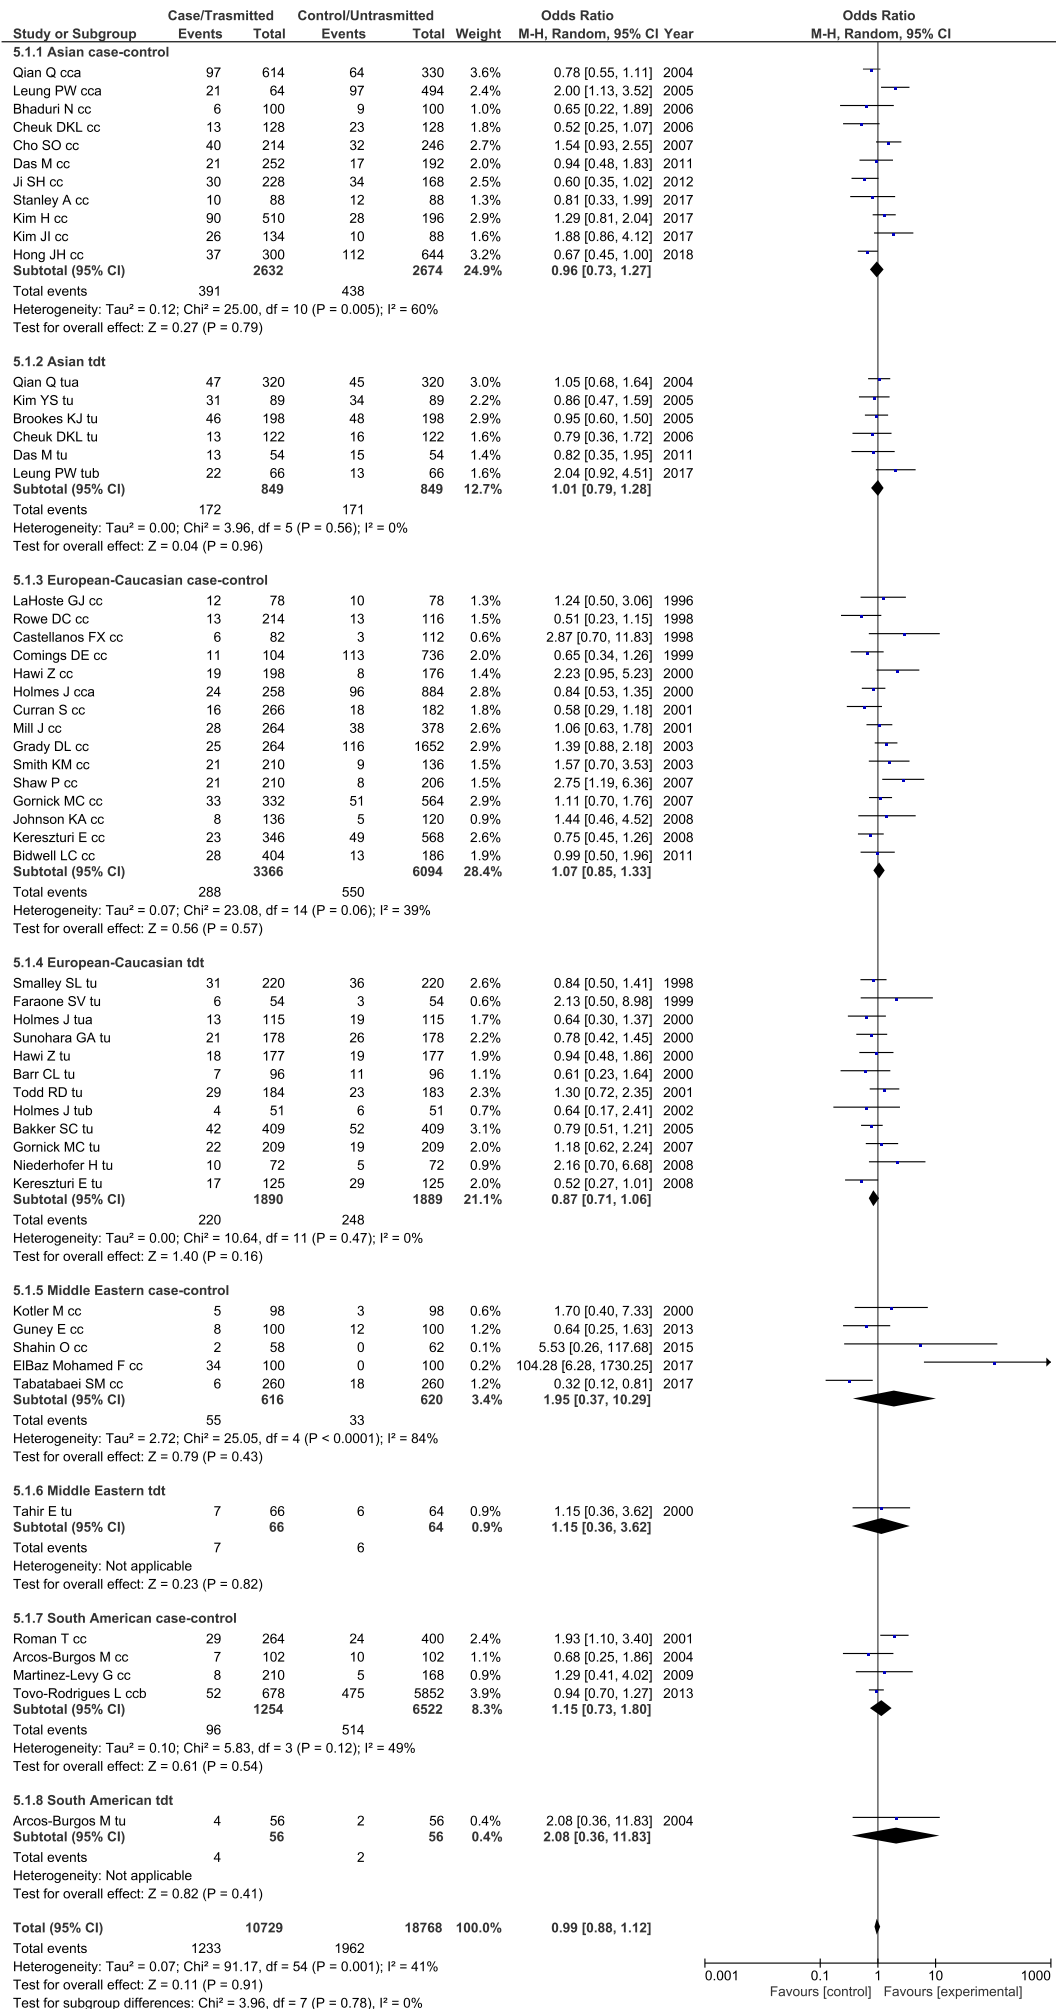 Case/Trasmitted Control/Untrasmitted Odds Ratio Odds Ratio
Study or Subgroup Events Total Events Total Weight M-H, Random, 95% CI Year M-H, Random, 95% CI
5.1.1 Asian case-control
Qian Q cca 97 614 64 330 3.6% 0.78 [0.55, 1.11] 2004
Leung PW cca 21 64 97 494 2.4% 2.00 [1.13, 3.52] 2005
Bhaduri N cc 6 100 9 100 1.0% 0.65 [0.22, 1.89] 2006
Cheuk DKL cc 13 128 23 128 1.8% 0.52 [0.25, 1.07] 2006
Cho SO cc 40 214 32 246 2.7% 1.54 [0.93, 2.55] 2007
Das M cc 21 252 17 192 2.0% 0.94 [0.48, 1.83] 2011
Ji SH cc 30 228 34 168 2.5% 0.60 [0.35, 1.02] 2012
Stanley A cc 10 88 12 88 1.3% 0.81 [0.33, 1.99] 2017
Kim H cc 90 510 28 196 2.9% 1.29 [0.81, 2.04] 2017
Kim JI cc 26 134 10 88 1.6% 1.88 [0.86, 4.12] 2017
Hong JH cc 37 300 112 644 3.2% 0.67 [0.45, 1.00] 2018
Subtotal (95% CI) 2632 2674 24.9% 0.96 [0.73, 1.27]
Total events 391 438
Heterogeneity: Tau² = 0.12; Chi² = 25.00, df = 10 (P = 0.005); I² = 60%
Test for overall effect: Z = 0.27 (P = 0.79)
5.1.2 Asian tdt
Qian Q tua 47 320 45 320 3.0% 1.05 [0.68, 1.64] 2004
Kim YS tu 31 89 34 89 2.2% 0.86 [0.47, 1.59] 2005
Brookes KJ tu 46 198 48 198 2.9% 0.95 [0.60, 1.50] 2005
Cheuk DKL tu 13 122 16 122 1.6% 0.79 [0.36, 1.72] 2006
Das M tu 13 54 15 54 1.4% 0.82 [0.35, 1.95] 2011
Leung PW tub 22 66 13 66 1.6% 2.04 [0.92, 4.51] 2017
Subtotal (95% CI) 849 849 12.7% 1.01 [0.79, 1.28]
Total events 172 171
Heterogeneity: Tau² = 0.00; Chi² = 3.96, df = 5 (P = 0.56); I² = 0%
Test for overall effect: Z = 0.04 (P = 0.96)
5.1.3 European-Caucasian case-control
LaHoste GJ cc 12 78 10 78 1.3% 1.24 [0.50, 3.06] 1996
Rowe DC cc 13 214 13 116 1.5% 0.51 [0.23, 1.15] 1998
Castellanos FX cc 6 82 3 112 0.6% 2.87 [0.70, 11.83] 1998
Comings DE cc 11 104 113 736 2.0% 0.65 [0.34, 1.26] 1999
Hawi Z cc 19 198 8 176 1.4% 2.23 [0.95, 5.23] 2000
Holmes J cca 24 258 96 884 2.8% 0.84 [0.53, 1.35] 2000
Curran S cc 16 266 18 182 1.8% 0.58 [0.29, 1.18] 2001
Mill J cc 28 264 38 378 2.5% 1.06 [0.63, 1.78] 2001
Grady DL cc 25 264 116 1652 2.9% 1.39 [0.88, 2.18] 2003
Smith KM cc 21 210 9 136 1.5% 1.57 [0.70, 3.53] 2003
Shaw P cc 21 210 8 206 1.5% 2.75 [1.19, 6.36] 2007
Gornick MC cc 33 332 51 564 2.9% 1.11 [0.70, 1.76] 2007
Johnson KA cc 8 136 5 120 0.9% 1.44 [0.46, 4.52] 2008
Kereszturi E cc 23 346 49 568 2.6% 0.75 [0.45, 1.26] 2008
Bidwell LC cc 28 404 13 186 1.9% 0.99 [0.50, 1.96] 2011
Subtotal (95% CI) 3366 6094 28.4% 1.07 [0.85, 1.33]
Total events 288 550
Heterogeneity: Tau² = 0.07; Chi² = 23.08, df = 14 (P = 0.06); I² = 39%
Test for overall effect: Z = 0.56 (P = 0.57)
5.1.4 European-Caucasian tdt
Smalley SL tu 31 220 36 220 2.6% 0.84 [0.50, 1.41] 1998
Faraone SV tu 6 54 3 54 0.6% 2.13 [0.50, 8.98] 1999
Holmes J tua 13 115 19 115 1.7% 0.64 [0.30, 1.37] 2000
Sunohara GA tu 21 178 26 178 2.2% 0.78 [0.42, 1.45] 2000
Hawi Z tu 18 177 19 177 1.9% 0.94 [0.48, 1.86] 2000
Barr CL tu 7 96 11 96 1.1% 0.61 [0.23, 1.64] 2000
Todd RD tu 29 184 23 183 2.3% 1.30 [0.72, 2.35] 2001
Holmes J tub 4 51 6 51 0.7% 0.64 [0.17, 2.41] 2002
Bakker SC tu 42 409 52 409 3.1% 0.79 [0.51, 1.21] 2005
Gornick MC tu 22 209 19 209 2.0% 1.18 [0.62, 2.24] 2007
Niederhofer H tu 10 72 5 72 0.9% 2.16 [0.70, 6.68] 2008
Kereszturi E tu 17 125 29 125 2.0% 0.52 [0.27, 1.01] 2008
Subtotal (95% CI) 1890 1889 21.1% 0.87 [0.71, 1.06]
Total events 220 248
Heterogeneity: Tau² = 0.00; Chi² = 10.64, df = 11 (P = 0.47); I² = 0%
Test for overall effect: Z = 1.40 (P = 0.16)
5.1.5 Middle Eastern case-control
Kotler M cc 5 98 3 98 0.6% 1.70 [0.40, 7.33] 2000
Guney E cc 8 100 12 100 1.2% 0.64 [0.25, 1.63] 2013
Shahin O cc 2 58 0 62 0.1% 5.53 [0.26, 117.68] 2015
ElBaz Mohamed F cc 34 100 0 100 0.2% 104.28 [6.28, 1730.25] 2017
Tabatabaei SM cc 6 260 18 260 1.2% 0.32 [0.12, 0.81] 2017
Subtotal (95% CI) 616 620 3.4% 1.95 [0.37, 10.29]
Total events 55 33
Heterogeneity: Tau² = 2.72; Chi² = 25.05, df = 4 (P < 0.0001); I² = 84%
Test for overall effect: Z = 0.79 (P = 0.43)
5.1.6 Middle Eastern tdt
Tahir E tu 7 66 6 64 0.9% 1.15 [0.36, 3.62] 2000
Subtotal (95% CI) 66 64 0.9% 1.15 [0.36, 3.62]
Total events 7 6
Heterogeneity: Not applicable
Test for overall effect: Z = 0.23 (P = 0.82)
5.1.7 South American case-control
Roman T cc 29 264 24 400 2.4% 1.93 [1.10, 3.40] 2001
Arcos-Burgos M cc 7 102 10 102 1.1% 0.68 [0.25, 1.86] 2004
Martinez-Levy G cc 8 210 5 168 0.9% 1.29 [0.41, 4.02] 2009
Tovo-Rodrigues L ccb 52 678 475 5852 3.9% 0.94 [0.70, 1.27] 2013
Subtotal (95% CI) 1254 6522 8.3% 1.15 [0.73, 1.80]
Total events 96 514
Heterogeneity: Tau² = 0.10; Chi² = 5.83, df = 3 (P = 0.12); I² = 49%
Test for overall effect: Z = 0.61 (P = 0.54)
5.1.8 South American tdt
Arcos-Burgos M tu 4 56 2 56 0.4% 2.08 [0.36, 11.83] 2004
Subtotal (95% CI) 56 56 0.4% 2.08 [0.36, 11.83]
Total events 4 2
Heterogeneity: Not applicable
Test for overall effect: Z = 0.82 (P = 0.41)
Total (95% CI) 10729 18768 100.0% 0.99 [0.88, 1.12]
Total events 1233 1962
Heterogeneity: Tau² = 0.07; Chi² = 91.17, df = 54 (P = 0.001); I² = 41%
Test for overall effect: Z = 0.11 (P = 0.91)
Test for subgroup differences: Chi² = 3.96, df = 7 (P = 0.78), I² = 0%
0.001 0.1 1 10 1000
Favours [control] Favours [experimental]